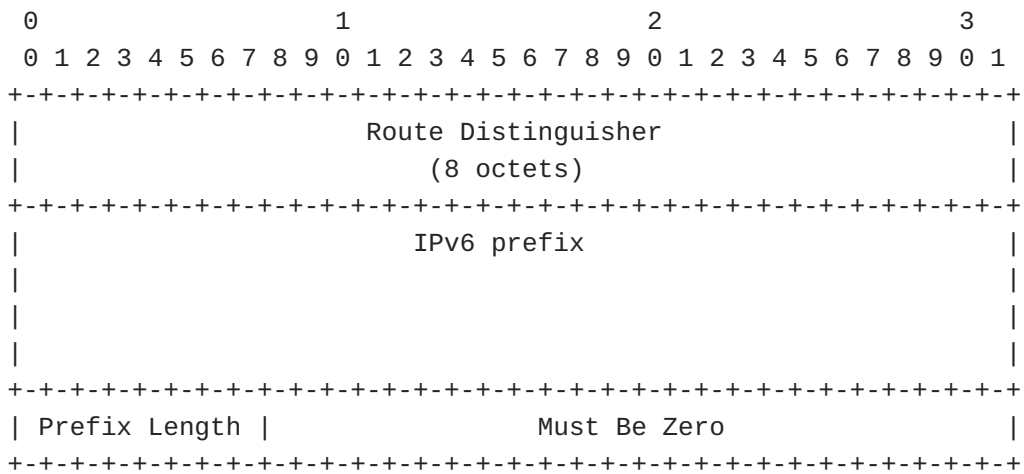 0                   1                   2                   3
 0 1 2 3 4 5 6 7 8 9 0 1 2 3 4 5 6 7 8 9 0 1 2 3 4 5 6 7 8 9 0 1
+-+-+-+-+-+-+-+-+-+-+-+-+-+-+-+-+-+-+-+-+-+-+-+-+-+-+-+-+-+-+-+-+
|                      Route Distinguisher                      |
|                          (8 octets)                           |
+-+-+-+-+-+-+-+-+-+-+-+-+-+-+-+-+-+-+-+-+-+-+-+-+-+-+-+-+-+-+-+-+
|                         IPv6 prefix                           |
|                                                               |
|                                                               |
|                                                               |
+-+-+-+-+-+-+-+-+-+-+-+-+-+-+-+-+-+-+-+-+-+-+-+-+-+-+-+-+-+-+-+-+
| Prefix Length |                 Must Be Zero                  |
+-+-+-+-+-+-+-+-+-+-+-+-+-+-+-+-+-+-+-+-+-+-+-+-+-+-+-+-+-+-+-+-+